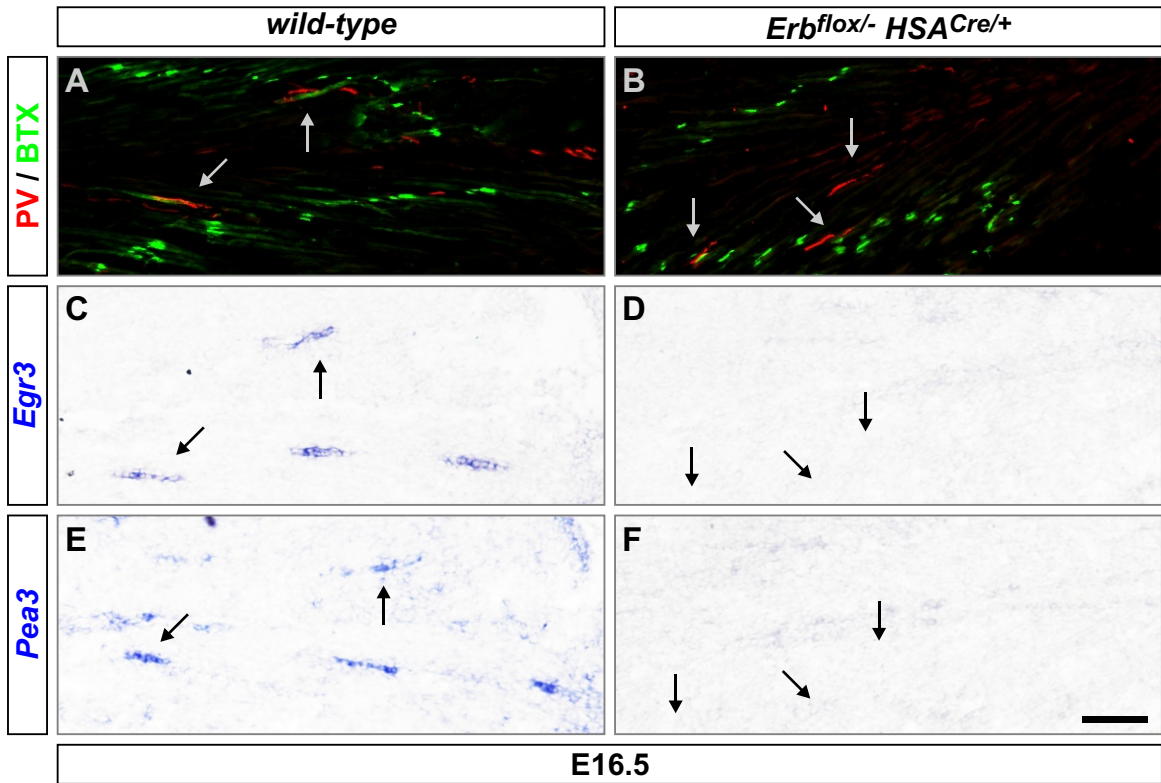 wild-type
Erbflox/- HSACre/+
PV / BTX
A
B
Egr3
C
D
Pea3
E
F
E16.5